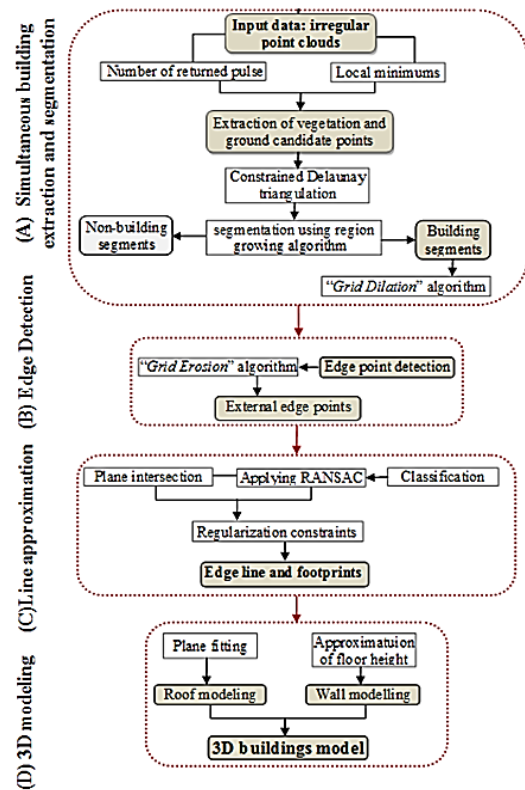 (A) Simultaneous building
extraction and segmentation
Input data: irregular
point clouds
Number of returned pulse
Local minimums
Extraction of vegetation and
ground candidate points
Constrained Delaunay
triangulation
Non-building
segments
segmentation using region
growing algorithm
Building
segments
"Grid Dilation" algorithm
(B) Edge Detection
"Grid Erosion" algorithm
Edge point detection
External edge points
(C)Line approximation
Plane intersection
Applying RANSAC
Classification
Regularization constraints
Edge line and footprints
(D) 3D modeling
Plane fitting
Approximatuion
of floor height
Roof modeling
Wall modelling
3D buildings model